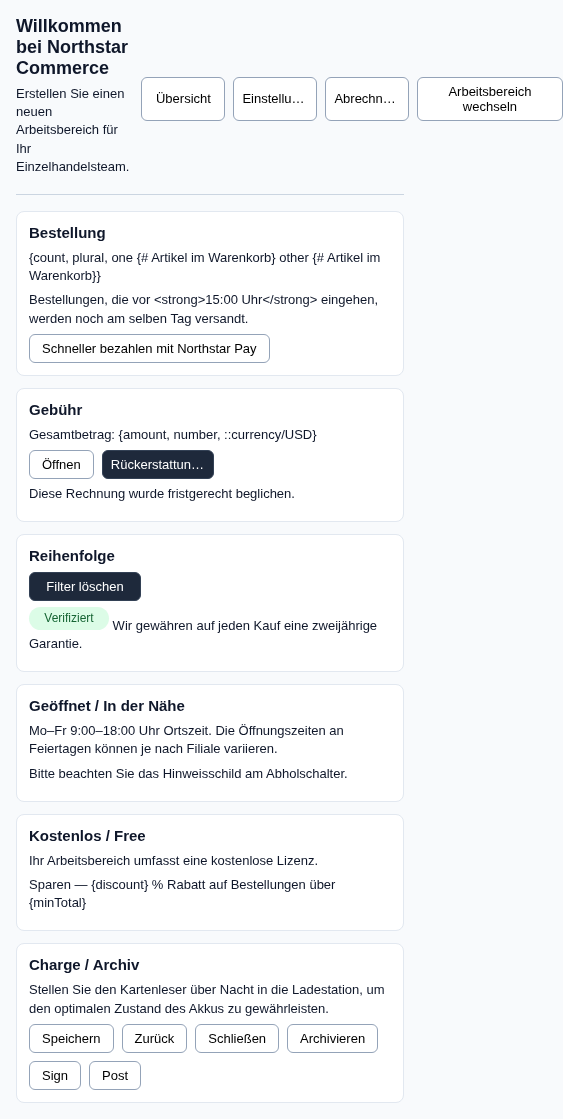 Willkommen
bei Northstar
Commerce
Erstellen Sie einen
neuen
Arbeitsbereich für
Ihr
Einzelhandelsteam.
Übersicht
Einstellu…
Abrechn…
Arbeitsbereich
wechseln
Bestellung
{count, plural, one {# Artikel im Warenkorb} other {# Artikel im
Warenkorb}}
Bestellungen, die vor <strong>15:00 Uhr</strong> eingehen,
werden noch am selben Tag versandt.
Schneller bezahlen mit Northstar Pay
Gebühr
Gesamtbetrag: {amount, number, ::currency/USD}
Öffnen
Rückerstattun…
Diese Rechnung wurde fristgerecht beglichen.
Reihenfolge
Filter löschen
Verifiziert Wir gewähren auf jeden Kauf eine zweijährige
Garantie.
Geöffnet / In der Nähe
Mo–Fr 9:00–18:00 Uhr Ortszeit. Die Öffnungszeiten an
Feiertagen können je nach Filiale variieren.
Bitte beachten Sie das Hinweisschild am Abholschalter.
Kostenlos / Free
Ihr Arbeitsbereich umfasst eine kostenlose Lizenz.
Sparen — {discount} % Rabatt auf Bestellungen über
{minTotal}
Charge / Archiv
Stellen Sie den Kartenleser über Nacht in die Ladestation, um
den optimalen Zustand des Akkus zu gewährleisten.
Speichern
Zurück
Schließen
Archivieren
Sign
Post